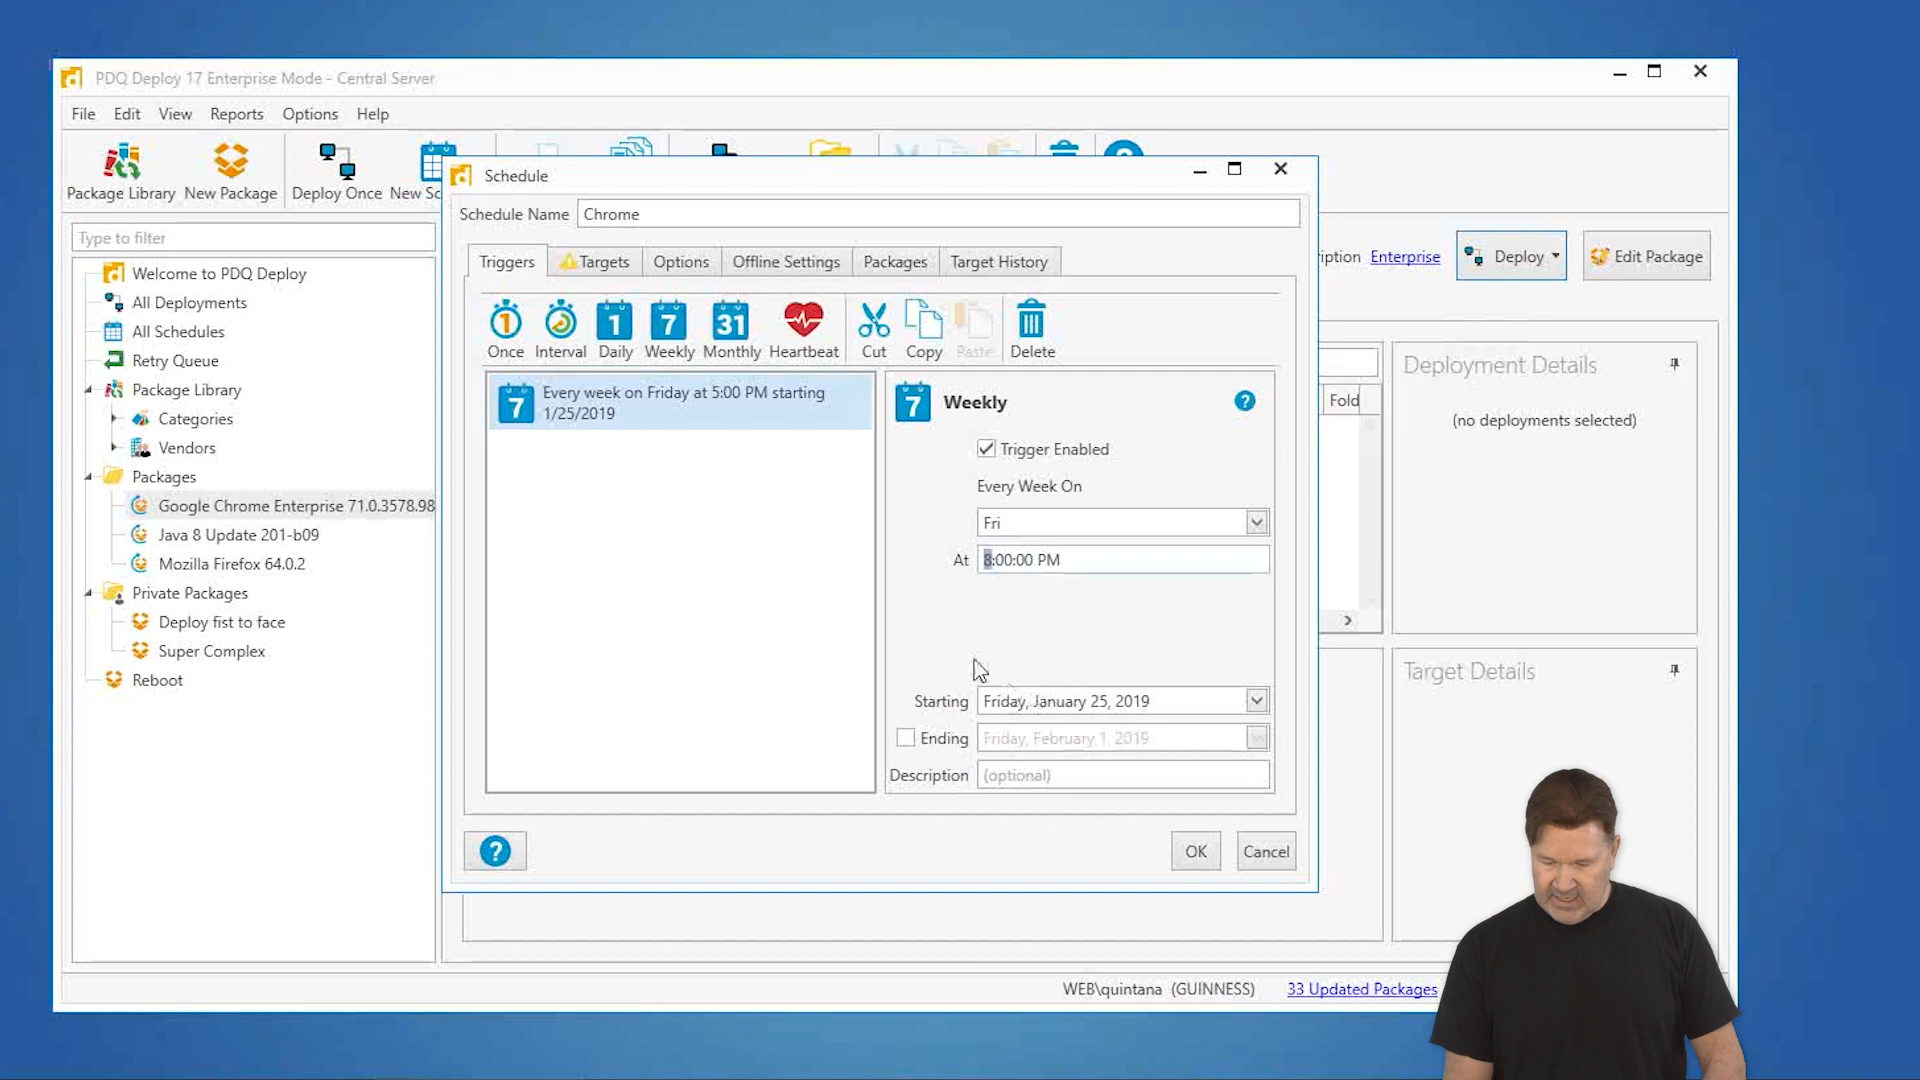 PDQ Deploy 17 Enterprise Mode - Central Server
File Edit View Reports Options Help
Package Library New Package Deploy Once New Sc
Type to filter
Welcome to PDQ Deploy
All Deployments
All Schedules
Retry Queue
Package Library
Categories
Vendors
Packages
Google Chrome Enterprise 71.0.3578.98
Java 8 Update 201-b09
Mozilla Firefox 64.0.2
Private Packages
Deploy fist to face
Super Complex
Reboot
Schedule
Schedule Name Chrome
Triggers Targets Options Offline Settings Packages Target History
1 1 7 31
Once Interval Daily Weekly Monthly Heartbeat Cut Copy Paste Delete
7 Every week on Friday at 5:00 PM starting
1/25/2019
7 Weekly ?
Trigger Enabled
Every Week On
Fri
At 8:00:00 PM
Starting Friday, January 25, 2019
Ending Friday, February 1, 2019
Description (optional)
? OK Cancel
iption Enterprise Deploy Edit Package
Fold
Deployment Details
(no deployments selected)
Target Details
WEB\quintana (GUINNESS) 33 Updated Packages